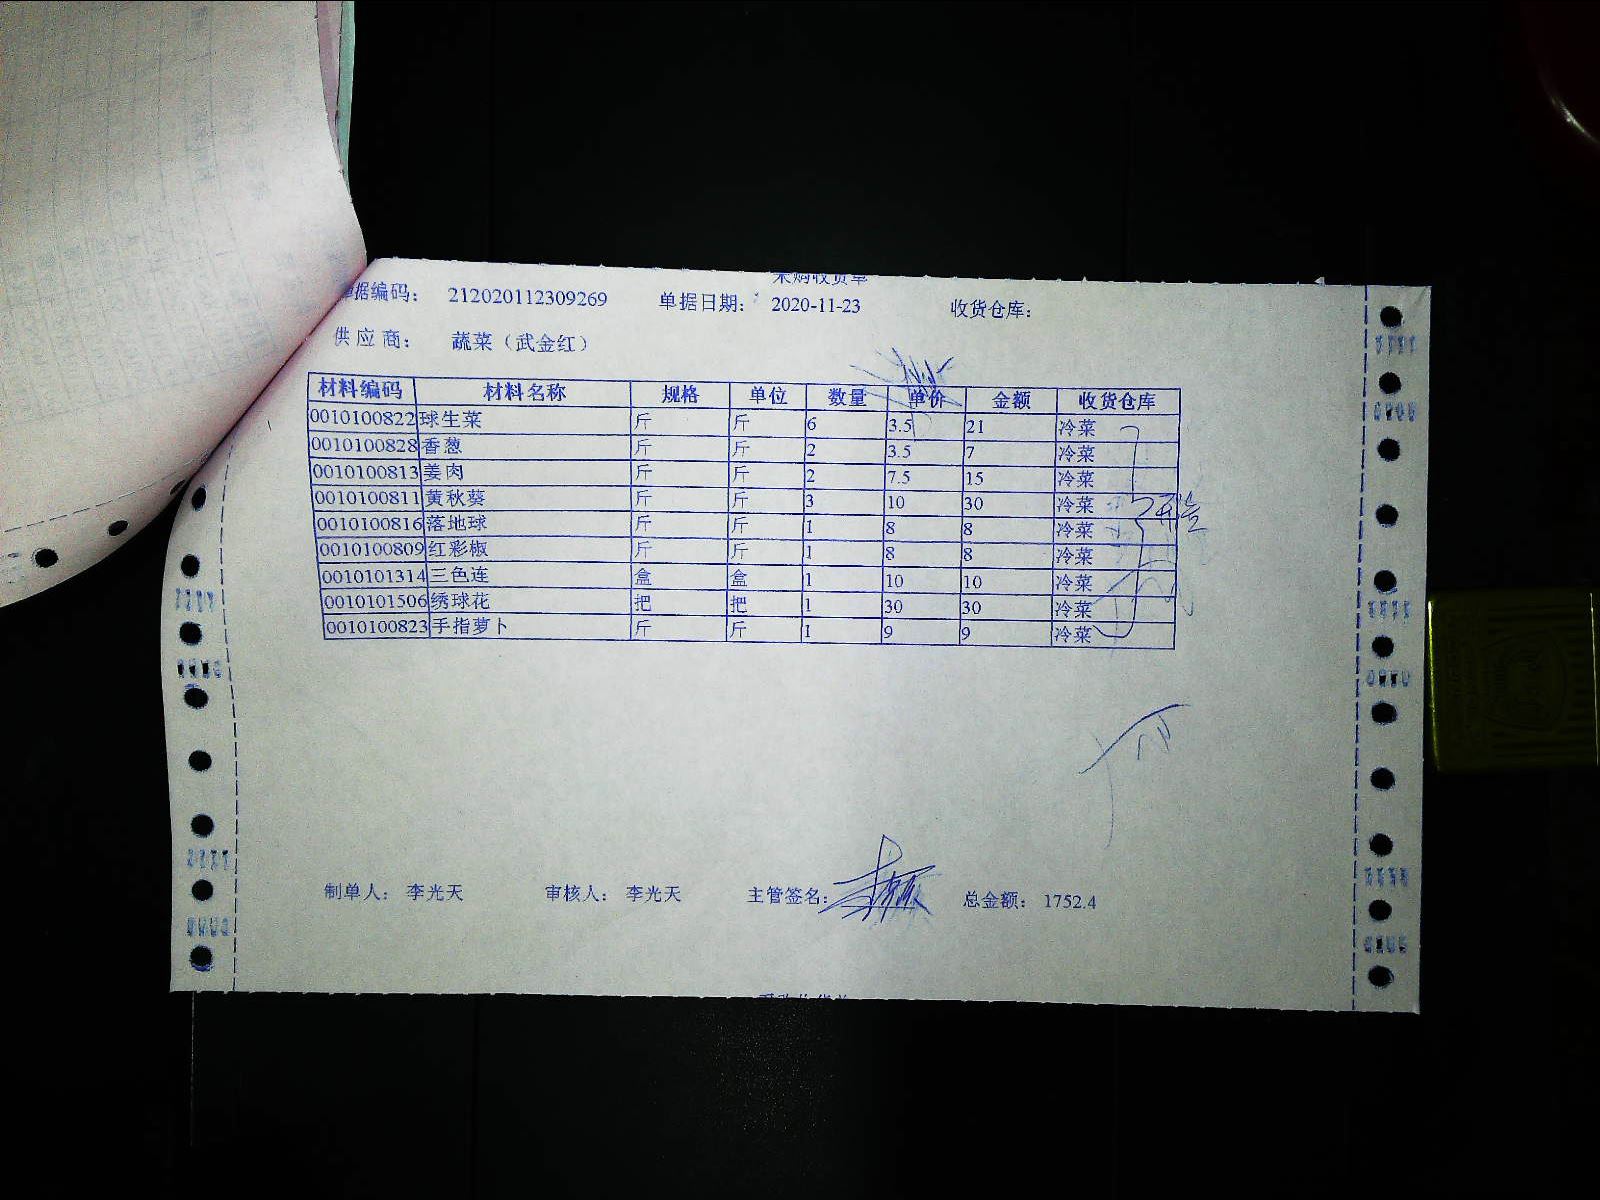 采购收货单
单据编码： 212020112309269 单据日期： 2020-11-23 收货仓库：
供应商： 蔬菜（武金红）
材料编码 材料名称 规格 单位 数量 单价 金额 收货仓库
0010100822 球生菜 斤 斤 6 3.5 21 冷菜
0010100828 香葱 斤 斤 2 3.5 7 冷菜
0010100813 姜肉 斤 斤 2 7.5 15 冷菜
0010100811 黄秋葵 斤 斤 3 10 30 冷菜
0010100816 落地球 斤 斤 1 8 8 冷菜
0010100809 红彩椒 斤 斤 1 8 8 冷菜
0010101314 三色连 盒 盒 1 10 10 冷菜
0010101506 绣球花 把 把 1 30 30 冷菜
0010100823 手指萝卜 斤 斤 1 9 9 冷菜
制单人： 李光天 审核人： 李光天 主管签名： 总金额： 1752.4